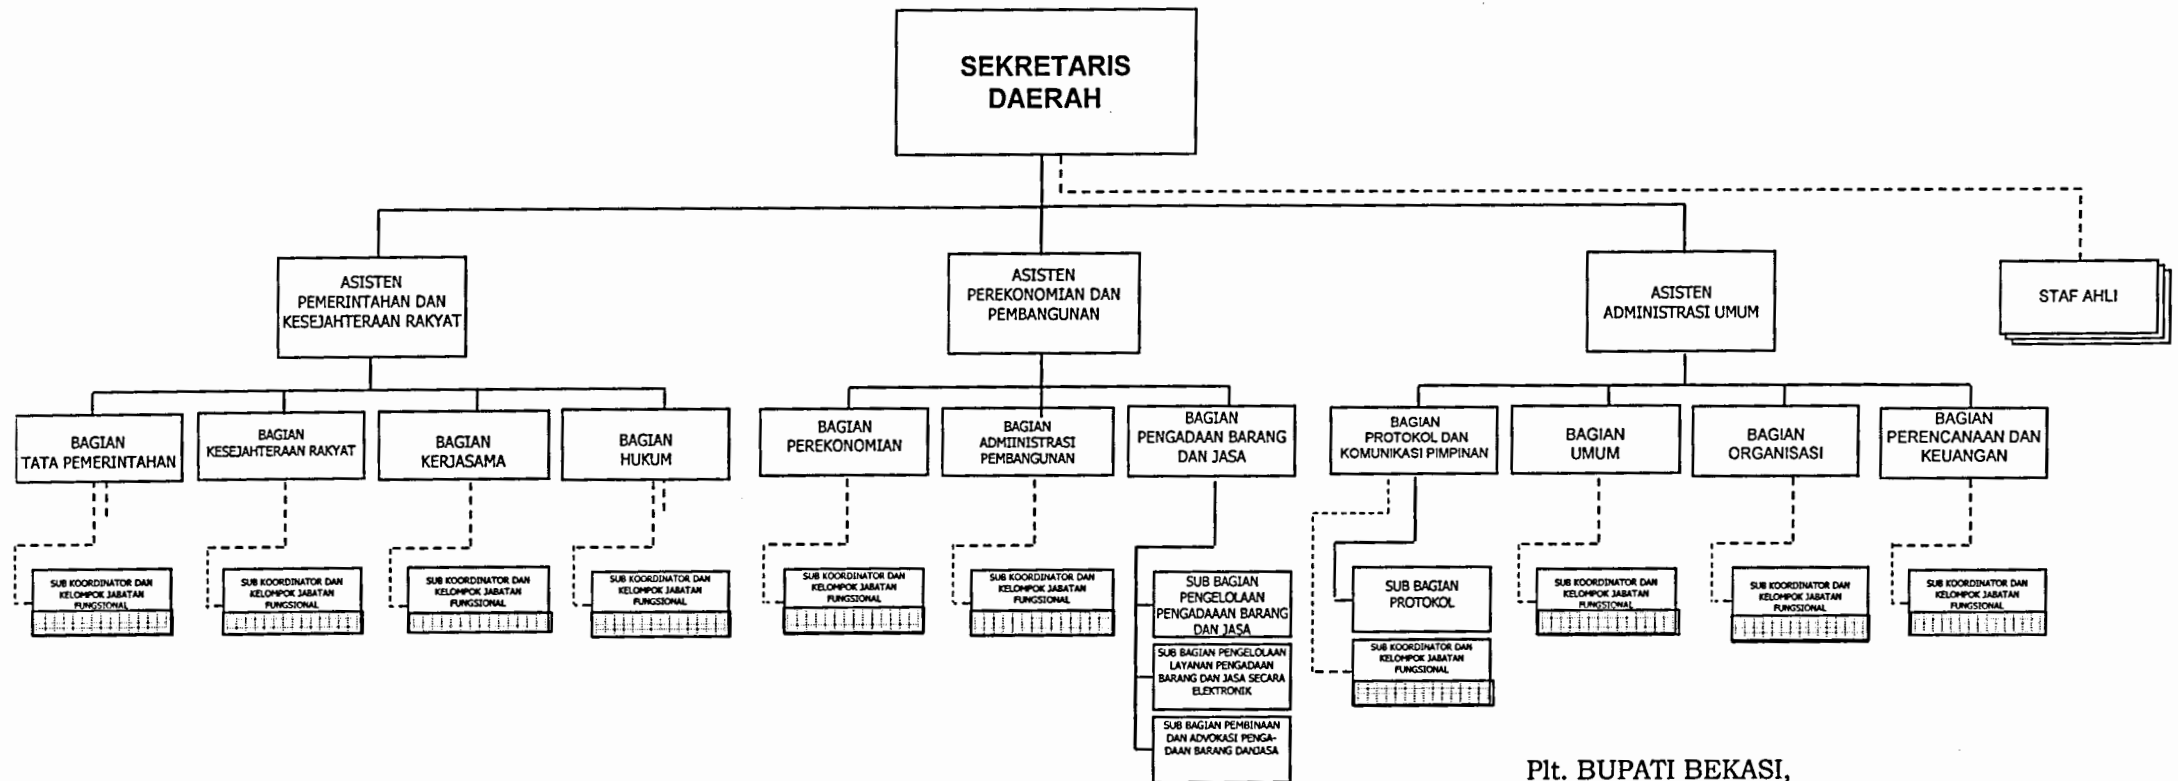 SEKRETARIS
DAERAH
ASISTEN
PEMERINTAHAN DAN
KESEJAHTERAAN RAKYAT
ASISTEN
PEREKONOMIAN DAN
PEMBANGUNAN
ASISTEN
ADMINISTRASI UMUM
STAF AHLI
BAGIAN
TATA PEMERINTAHAN
BAGIAN
KESEJAHTERAAN RAKYAT
BAGIAN
KERJASAMA
BAGIAN
HUKUM
BAGIAN
PEREKONOMIAN
BAGIAN
ADMIINISTRASI
PEMBANGUNAN
BAGIAN
PENGADAAN BARANG
DAN JASA
BAGIAN
PROTOKOL DAN
KOMUNIKASI PIMPINAN
BAGIAN
UMUM
BAGIAN
ORGANISASI
BAGIAN
PERENCANAAN DAN
KEUANGAN
SUB KOORDINATOR DAN
KELOMPOK JABATAN
FUNGSIONAL
SUB KOORDINATOR DAN
KELOMPOK JABATAN
FUNGSIONAL
SUB KOORDINATOR DAN
KELOMPOK JABATAN
FUNGSIONAL
SUB KOORDINATOR DAN
KELOMPOK JABATAN
FUNGSIONAL
SUB KOORDINATOR DAN
KELOMPOK JABATAN
FUNGSIONAL
SUB KOORDINATOR DAN
KELOMPOK JABATAN
FUNGSIONAL
SUB BAGIAN
PENGELOLAAN
PENGADAAAN BARANG
DAN JASA
SUB BAGIAN PENGELOLAAN
LAYANAN PENGADAAN
BARANG DAN JASA SECARA
ELEKTRONIK
SUB BAGIAN PEMBINAAN
DAN ADVOKASI PENGA-
DAAN BARANG DANJASA
SUB BAGIAN
PROTOKOL
SUB KOORDINATOR DAN
KELOMPOK JABATAN
FUNGSIONAL
SUB KOORDINATOR DAN
KELOMPOK JABATAN
FUNGSIONAL
SUB KOORDINATOR DAN
KELOMPOK JABATAN
FUNGSIONAL
SUB KOORDINATOR DAN
KELOMPOK JABATAN
FUNGSIONAL
Plt. BUPATI BEKASI,